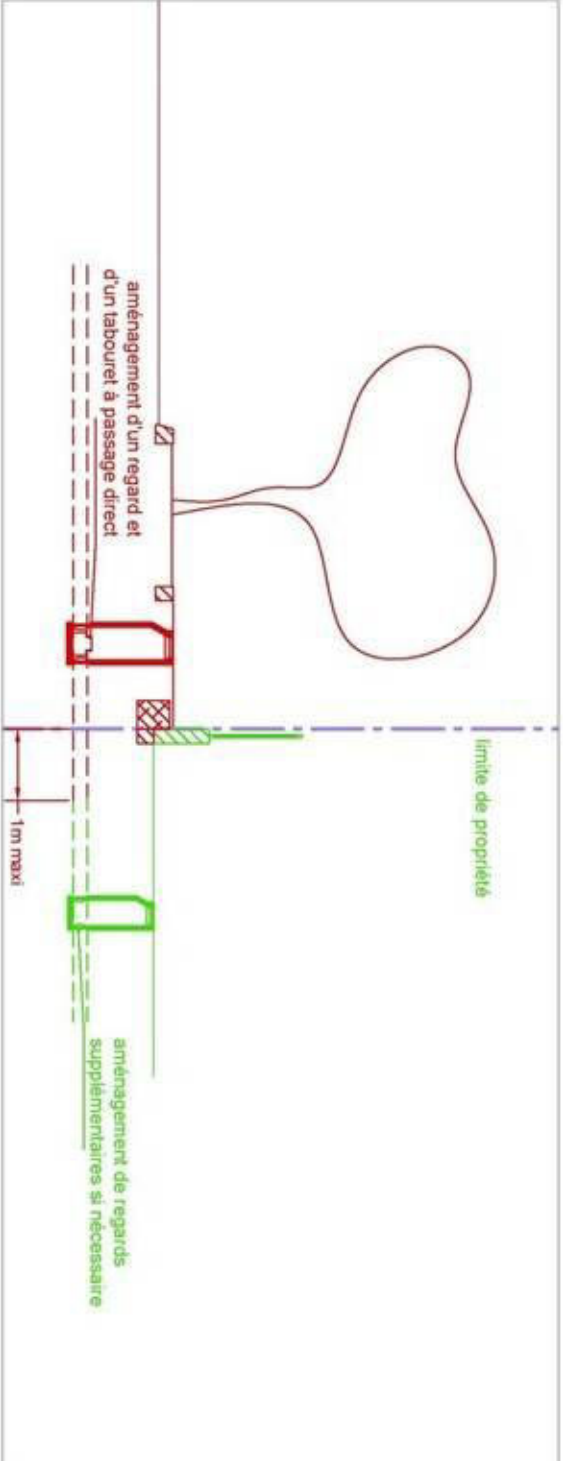 limite de propriété
aménagement d'un regard et
d'un tabouret à passage direct
1m maxi
aménagement de regards
supplémentaires si nécessaire